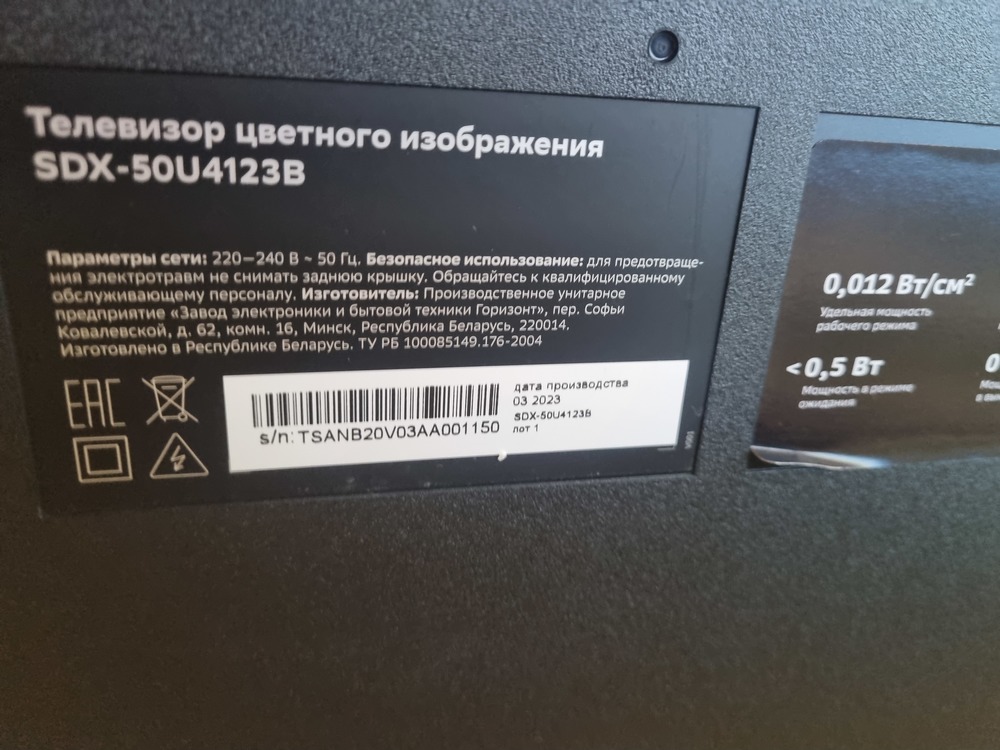 Телевизор цветного изображения
SDX-50U4123B
Параметры сети: 220–240 В ~ 50 Гц. Безопасное использование: для предотвраще-
ния электротравм не снимать заднюю крышку. Обращайтесь к квалифицированному
обслуживающему персоналу. Изготовитель: Производственное унитарное
предприятие «Завод электроники и бытовой техники Горизонт», пер. Софьи
Ковалевской, д. 62, комн. 16, Минск, Республика Беларусь, 220014.
Изготовлено в Республике Беларусь. ТУ РБ 100085149.176-2004
EAC
s/n: TSANB20V03AA001150
дата производства
03 2023
SDX-50U4123B
лот 1
0,012 Вт/см²
Удельная мощность
рабочего режима
< 0,5 Вт
Мощность в режиме
ожидания
0